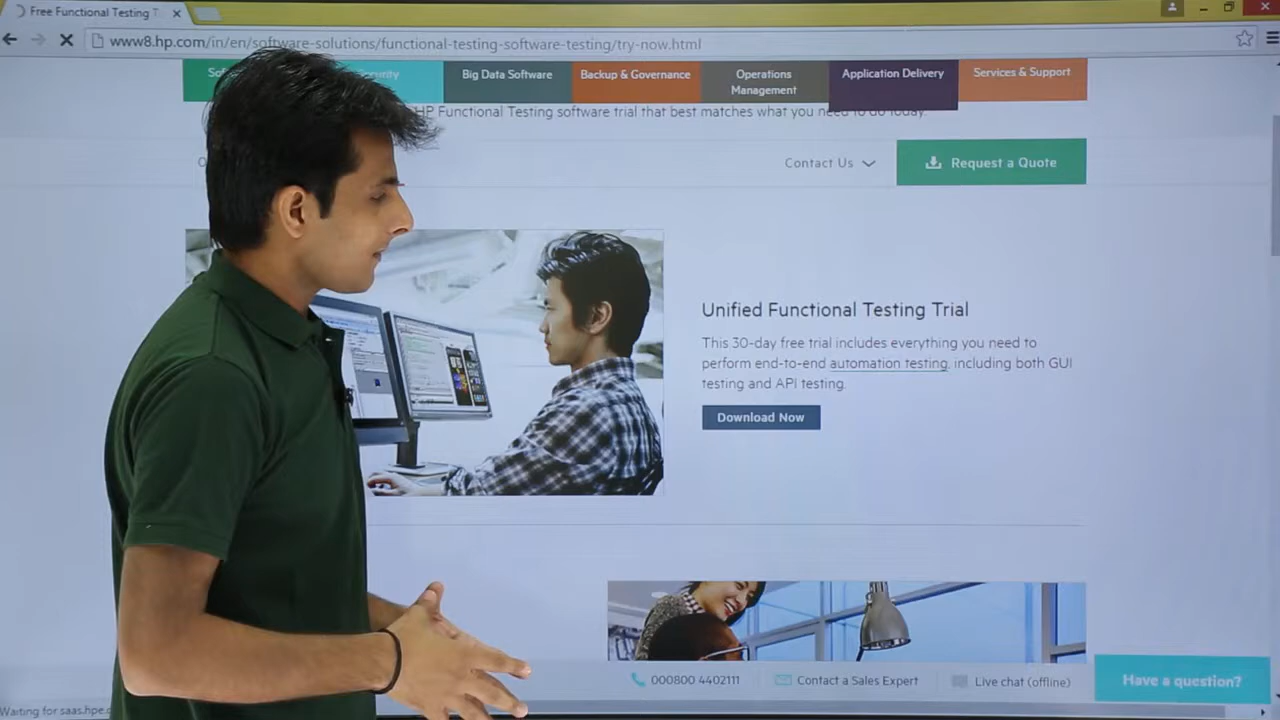 Free Functional Testing T
www8.hp.com/in/en/software-solutions/functional-testing-software-testing/try-now.html
Big Data Software
Backup & Governance
Operations
Management
Application Delivery
Services & Support
HP Functional Testing software trial that best matches what you need to do today.
Contact Us
Request a Quote
Unified Functional Testing Trial
This 30-day free trial includes everything you need to
perform end-to-end automation testing, including both GUI
testing and API testing.
Download Now
000800 4402111
Contact a Sales Expert
Live chat (offline)
Have a question?
Waiting for saas.hpe.c